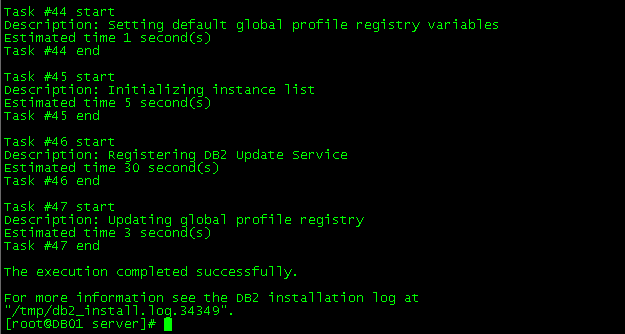 Task #44 start
Description: Setting default global profile registry variables
Estimated time 1 second(s)
Task #44 end
Task #45 start
Description: Initializing instance list
Estimated time 5 second(s)
Task #45 end
Task #46 start
Description: Registering DB2 Update Service
Estimated time 30 second(s)
Task #46 end
Task #47 start
Description: Updating global profile registry
Estimated time 3 second(s)
Task #47 end
The execution completed successfully.
For more information see the DB2 installation log at
"/tmp/db2_install.log.34349".
[root@DB01 server]#